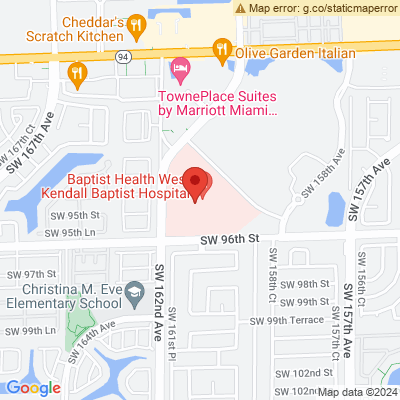 Cheddar's
Scratch Kitchen
Map error: g.co/staticmaperror
Olive Garden Italian
94
TownePlace Suites
by Marriott Miami...
SW 167th Ct
SW 167th Ave
SW 158th Ave
SW 157th Ave
Baptist Health Wes
Kendall Baptist Hospital
SW 95th St
SW 95th Ln
SW 96th St
SW 97th St
Christina M. Eve
Elementary School
SW 99th Ln
SW 164th Ave
SW 162nd Ave
SW 161st Pl
SW 158th Ct
SW 98th St
SW 99th St
SW 99th Terrace
SW 157th Ct
SW 157th Ave
SW 156th Ct
SW 102nd St
SW 103rd St
Google
Map data ©2024